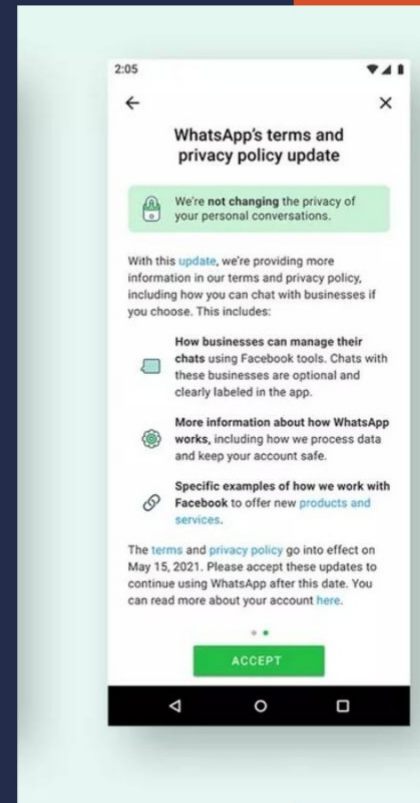 2:05
WhatsApp's terms and
privacy policy update
We're not changing the privacy of
your personal conversations.
With this update, we're providing more
information in our terms and privacy policy,
including how you can chat with businesses if
you choose. This includes:
How businesses can manage their
chats using Facebook tools. Chats with
these businesses are optional and
clearly labeled in the app.
More information about how WhatsApp
works, including how we process data
and keep your account safe.
Specific examples of how we work with
Facebook to offer new products and
services.
The terms and privacy policy go into effect on
May 15, 2021. Please accept these updates to
continue using WhatsApp after this date. You
can read more about your account here.
ACCEPT